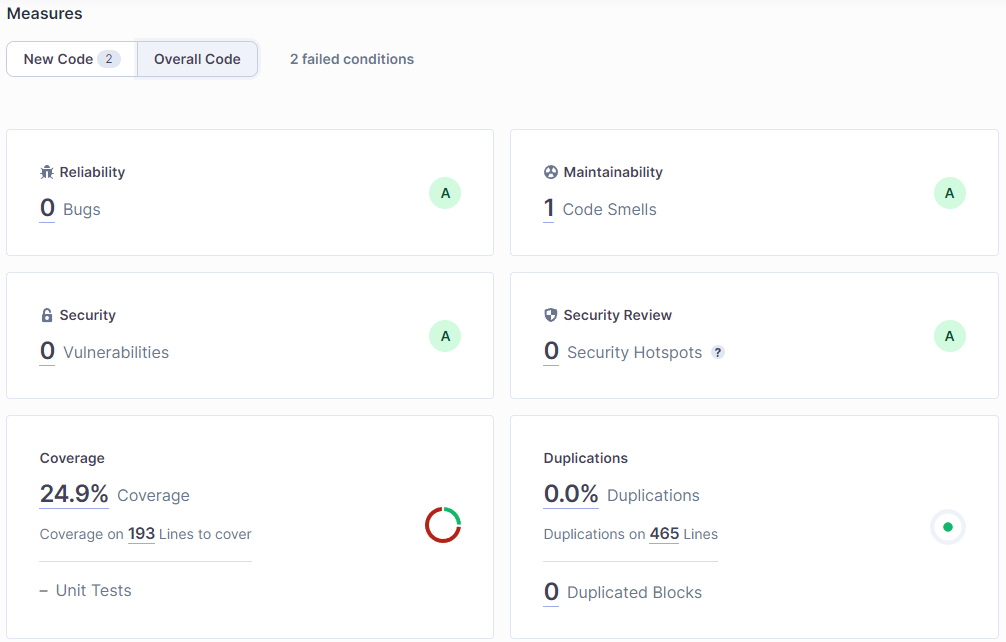 Measures
New Code 2 Overall Code 2 failed conditions
Reliability
0 Bugs
A
Maintainability
1 Code Smells
A
Security
0 Vulnerabilities
A
Security Review
0 Security Hotspots ?
A
Coverage
24.9% Coverage
Coverage on 193 Lines to cover
– Unit Tests
Duplications
0.0% Duplications
Duplications on 465 Lines
0 Duplicated Blocks